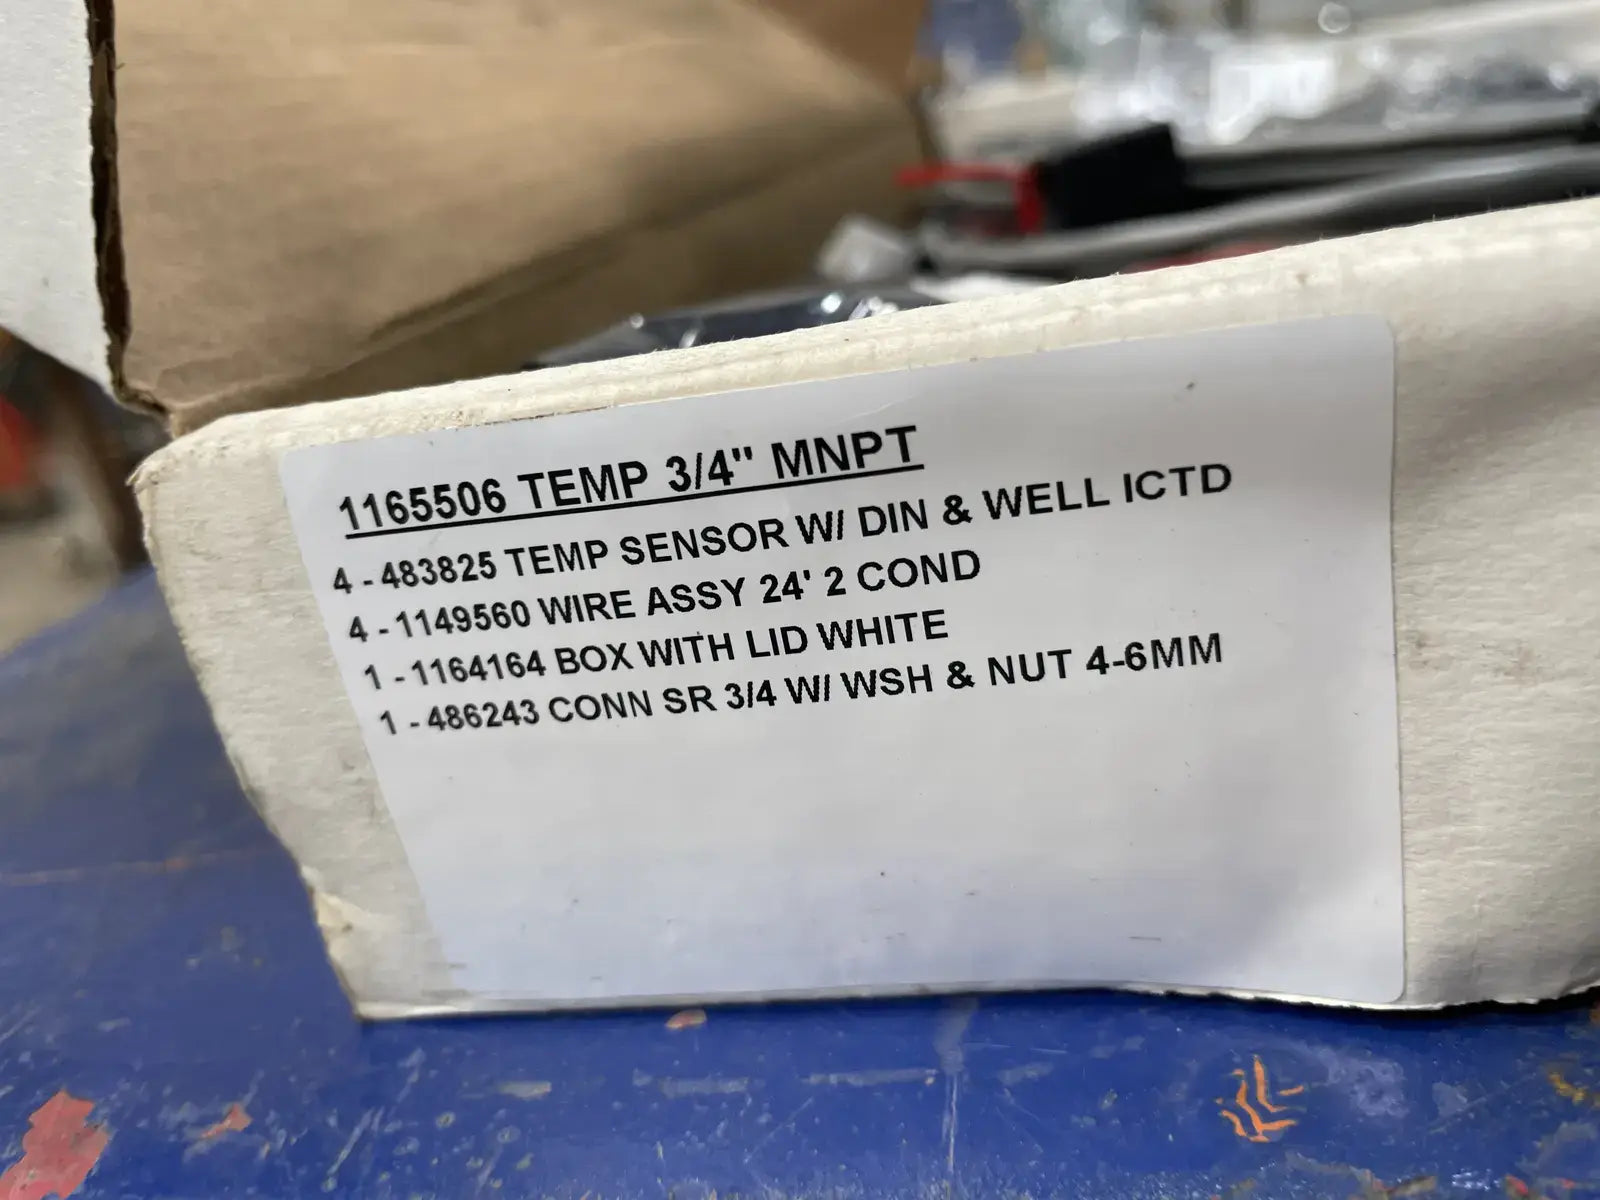 1165506 TEMP 3/4" MNPT
4 - 483825 TEMP SENSOR W/ DIN & WELL ICTD
4 - 1149560 WIRE ASSY 24' 2 COND
1 - 1164164 BOX WITH LID WHITE
1 - 486243 CONN SR 3/4 W/ WSH & NUT 4-6MM